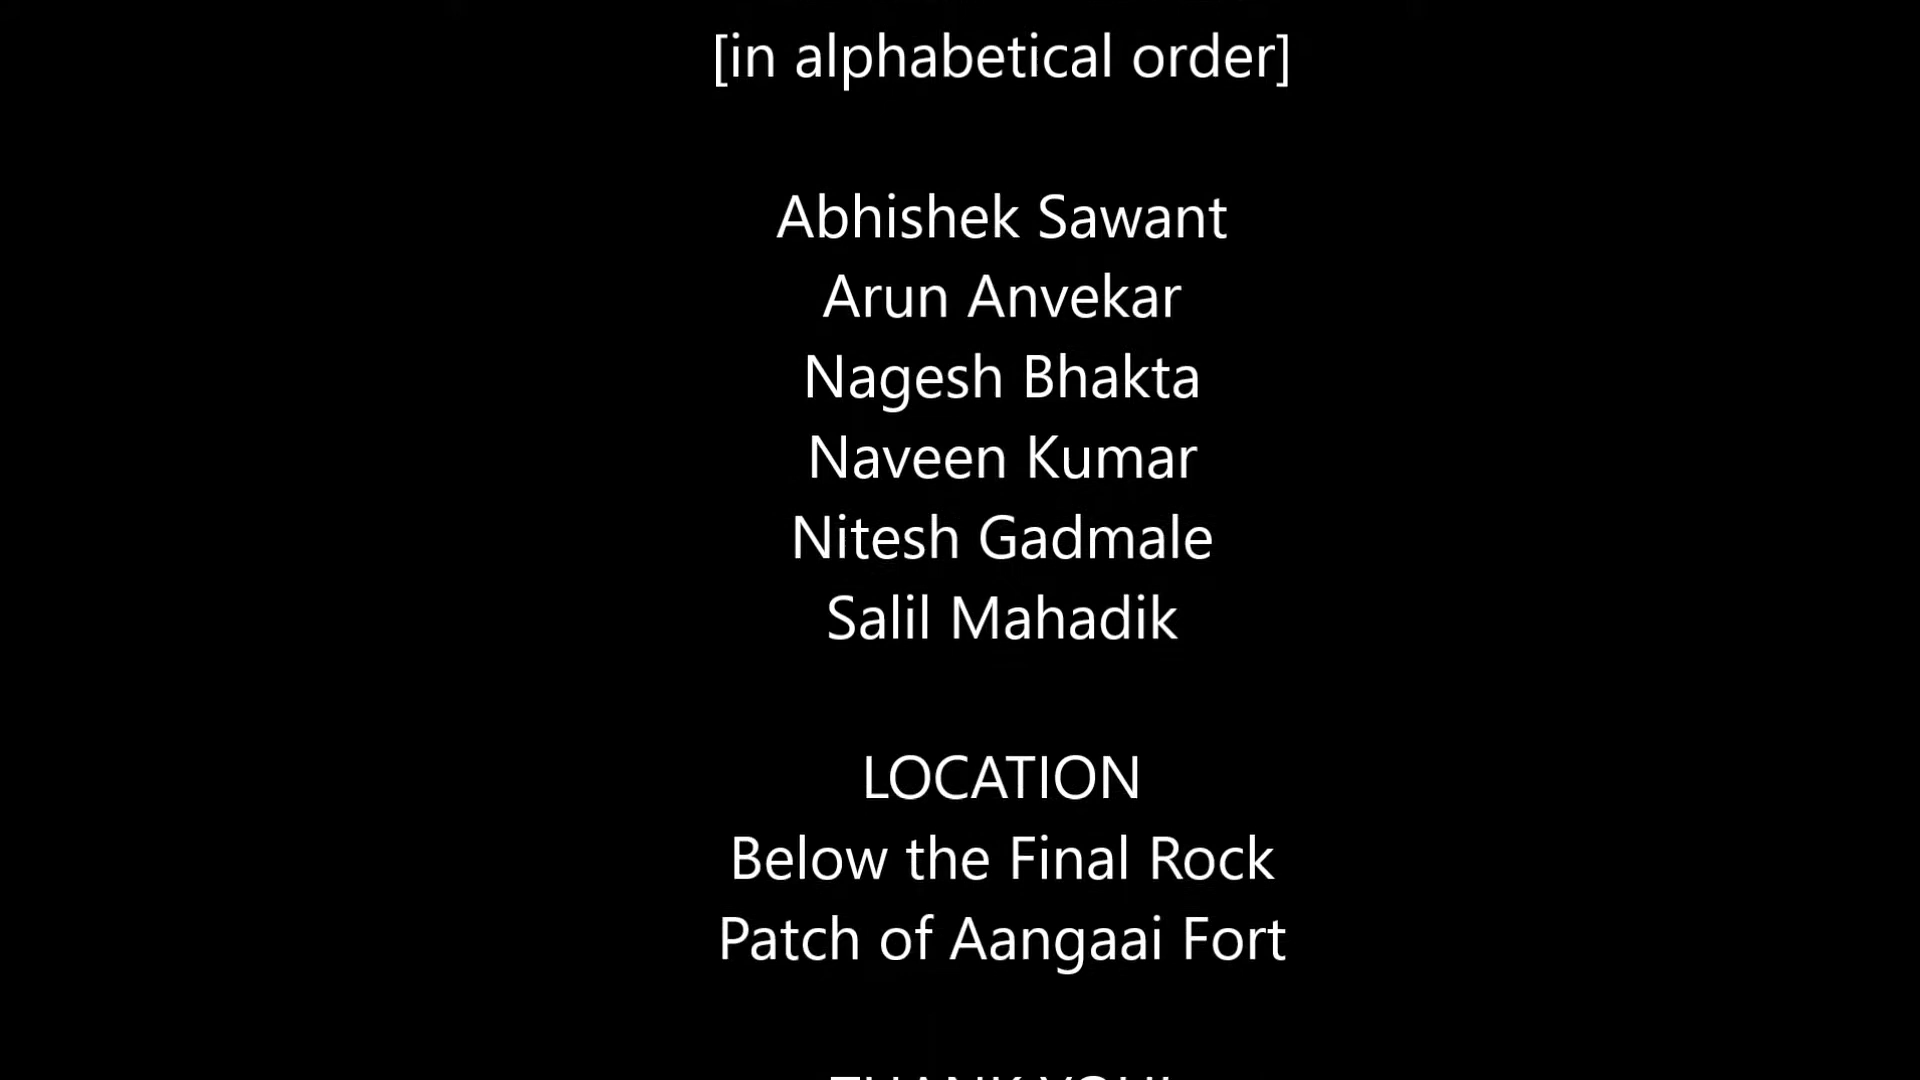 [in alphabetical order]
Abhishek Sawant
Arun Anvekar
Nagesh Bhakta
Naveen Kumar
Nitesh Gadmale
Salil Mahadik
LOCATION
Below the Final Rock
Patch of Aangaai Fort